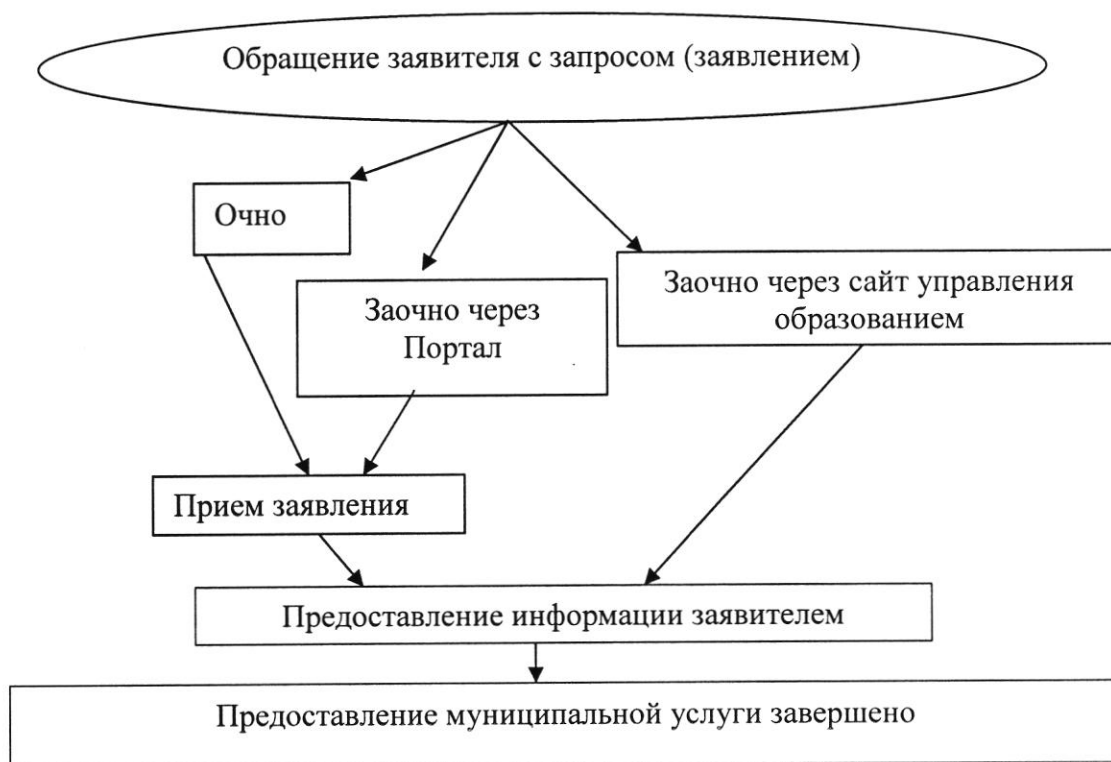 Обращение заявителя с запросом (заявлением)
Очно
Заочно через
Портал
Заочно через сайт управления
образованием
Прием заявления
Предоставление информации заявителем
Предоставление муниципальной услуги завершено